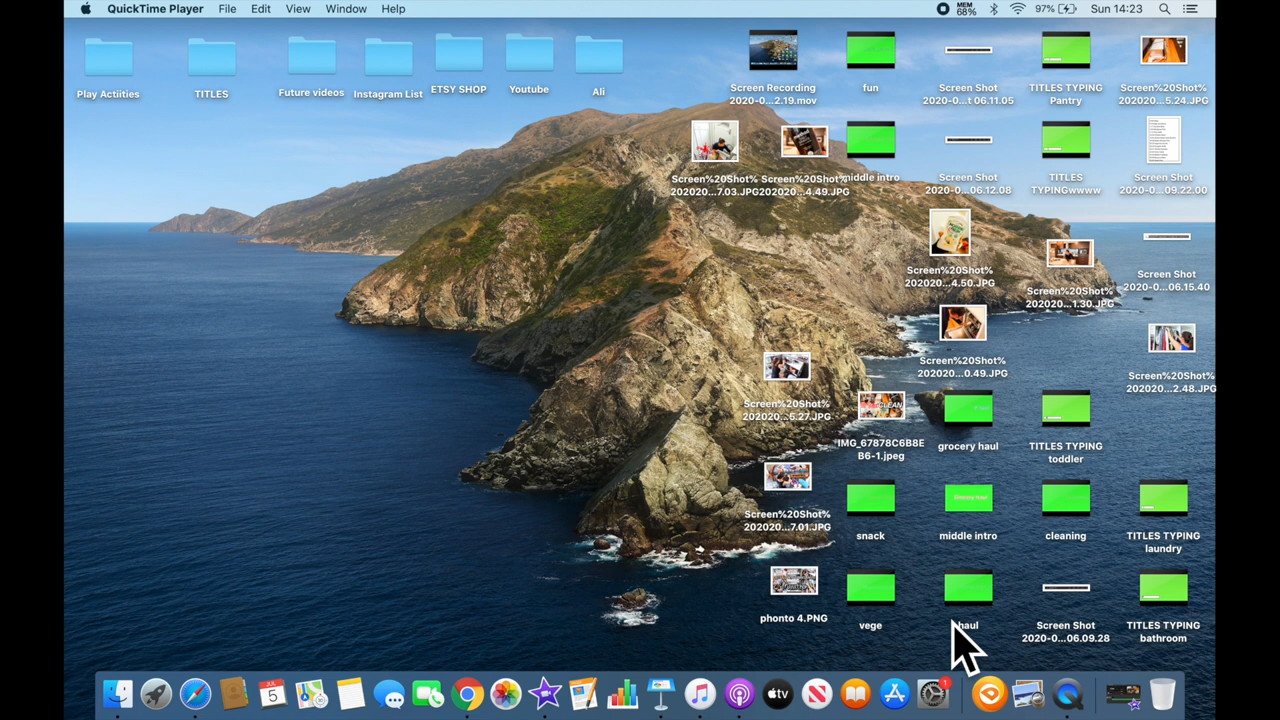 QuickTime Player File Edit View Window Help MEM 68% 97% Sun 14:23
Play Actiities
TITLES
Future videos
Instagram List
ETSY SHOP
Youtube
Ali
Screen Recording
2020-0...2.19.mov
fun
Screen Shot
2020-0...t 06.11.05
TITLES TYPING
Pantry
Screen%20Shot%
202020...5.24.JPG
Screen%20Shot%
202020...7.03.JPG
Screen%20Shot%
202020...4.49.JPG
middle intro
Screen Shot
2020-0...06.12.08
TITLES
TYPINGwwww
Screen Shot
2020-0...09.22.00
Screen%20Shot%
202020...4.50.JPG
Screen%20Shot%
202020...1.30.JPG
Screen Shot
2020-0...06.15.40
Screen%20Shot%
202020...0.49.JPG
Screen%20Shot%
202020...2.48.JPG
Screen%20Shot%
202020...5.27.JPG
CLEAN
IMG_67878C6B8E
B6-1.jpeg
grocery haul
TITLES TYPING
toddler
Screen%20Shot%
202020...7.01.JPG
snack
middle intro
cleaning
TITLES TYPING
laundry
phonto 4.PNG
vege
haul
Screen Shot
2020-0...06.09.28
TITLES TYPING
bathroom
5
tv
1